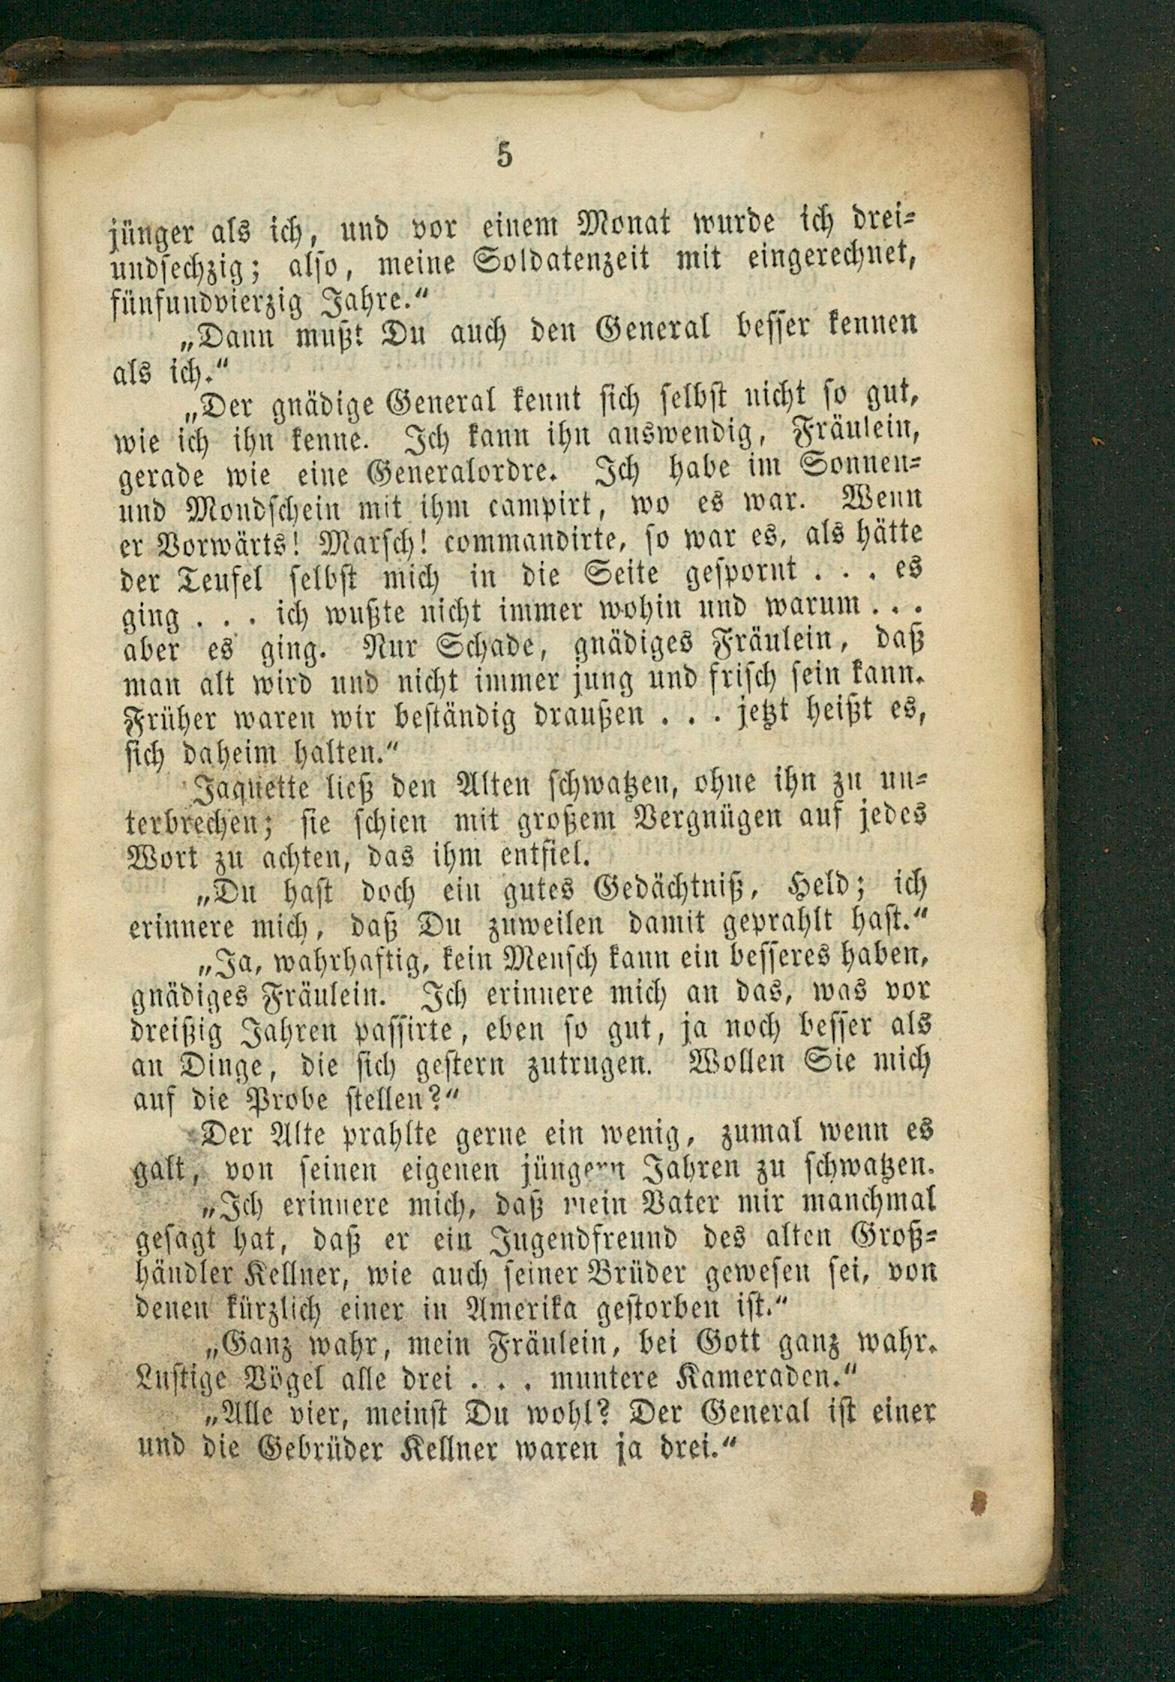 5
jünger als ich, und vor einem Monat wurde ich drei-
undsechzig; also, meine Soldatenzeit mit eingerechnet,
fünfundvierzig Jahre.“
„Dann mußt Du auch den General besser kennen
als ich.“
„Der gnädige General kennt sich selbst nicht so gut,
wie ich ihn kenne. Ich kann ihn auswendig, Fräulein,
gerade wie eine Generalordre. Ich habe im Sonnen-
und Mondschein mit ihm campirt, wo es war. Wenn
er Vorwärts! Marsch! commandirte, so war es, als hätte
der Teufel selbst mich in die Seite gespornt . . . es
ging . . . ich wußte nicht immer wohin und warum . . .
aber es ging. Nur Schade, gnädiges Fräulein, daß
man alt wird und nicht immer jung und frisch sein kann.
Früher waren wir beständig draußen . . . jetzt heißt es,
sich daheim halten.“
Jaquette ließ den Alten schwatzen, ohne ihn zu un-
terbrechen; sie schien mit großem Vergnügen auf jedes
Wort zu achten, das ihm entfiel.
„Du hast doch ein gutes Gedächtniß, Held; ich
erinnere mich, daß Du zuweilen damit geprahlt hast.“
„Ja, wahrhaftig, kein Mensch kann ein besseres haben,
gnädiges Fräulein. Ich erinnere mich an das, was vor
dreißig Jahren passirte, eben so gut, ja noch besser als
an Dinge, die sich gestern zutrugen. Wollen Sie mich
auf die Probe stellen?“
Der Alte prahlte gerne ein wenig, zumal wenn es
galt, von seinen eigenen jüngern Jahren zu schwatzen.
„Ich erinnere mich, daß mein Vater mir manchmal
gesagt hat, daß er ein Jugendfreund des alten Groß-
händler Kellner, wie auch seiner Brüder gewesen sei, von
denen kürzlich einer in Amerika gestorben ist.“
„Ganz wahr, mein Fräulein, bei Gott ganz wahr.
Lustige Vögel alle drei . . . muntere Kameraden.“
„Alle vier, meinst Du wohl? Der General ist einer
und die Gebrüder Kellner waren ja drei.“